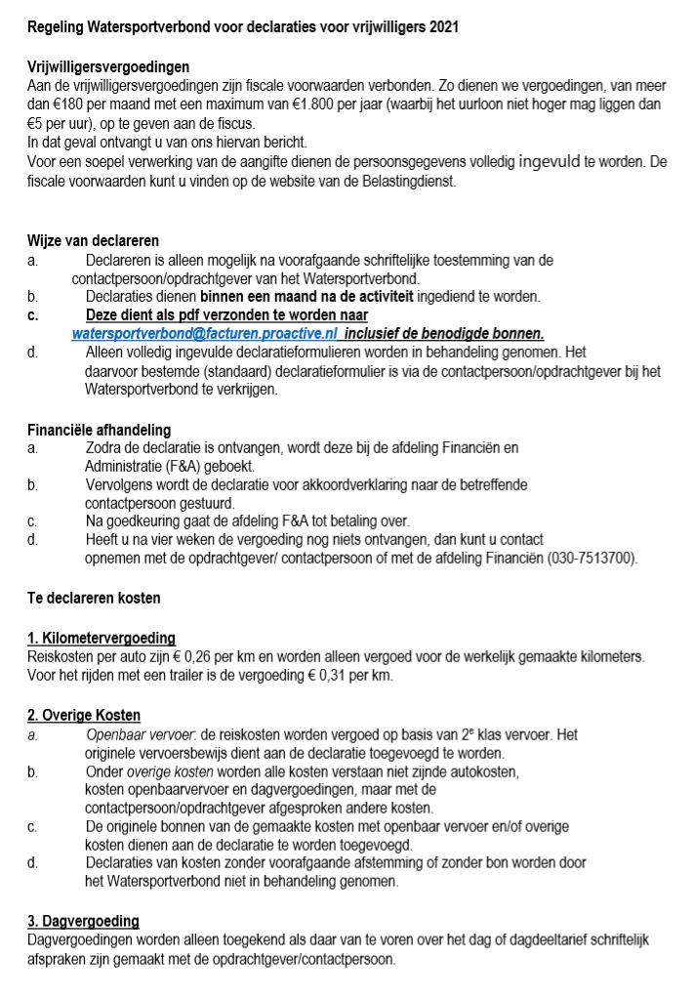 Regeling Watersportverbond voor declaraties voor vrijwilligers 2021
Vrijwilligersvergoedingen
Aan de vrijwilligersvergoedingen zijn fiscale voorwaarden verbonden. Zo dienen we vergoedingen, van meer
dan €180 per maand met een maximum van €1.800 per jaar (waarbij het uurloon niet hoger mag liggen dan
€5 per uur), op te geven aan de fiscus.
In dat geval ontvangt u van ons hiervan bericht.
Voor een soepel verwerking van de aangifte dienen de persoonsgegevens volledig ingevuld te worden. De
fiscale voorwaarden kunt u vinden op de website van de Belastingdienst.
Wijze van declareren
a. Declareren is alleen mogelijk na voorafgaande schriftelijke toestemming van de
contactpersoon/opdrachtgever van het Watersportverbond.
b. Declaraties dienen binnen een maand na de activiteit ingediend te worden.
c. Deze dient als pdf verzonden te worden naar
watersportverbond@facturen.proactive.nl inclusief de benodigde bonnen.
d. Alleen volledig ingevulde declaratieformulieren worden in behandeling genomen. Het
daarvoor bestemde (standaard) declaratieformulier is via de contactpersoon/opdrachtgever bij het
Watersportverbond te verkrijgen.
Financiële afhandeling
a. Zodra de declaratie is ontvangen, wordt deze bij de afdeling Financiën en
Administratie (F&A) geboekt.
b. Vervolgens wordt de declaratie voor akkoordverklaring naar de betreffende
contactpersoon gestuurd.
c. Na goedkeuring gaat de afdeling F&A tot betaling over.
d. Heeft u na vier weken de vergoeding nog niets ontvangen, dan kunt u contact
opnemen met de opdrachtgever/ contactpersoon of met de afdeling Financiën (030-7513700).
Te declareren kosten
1. Kilometervergoeding
Reiskosten per auto zijn € 0,26 per km en worden alleen vergoed voor de werkelijk gemaakte kilometers.
Voor het rijden met een trailer is de vergoeding € 0,31 per km.
2. Overige Kosten
a. Openbaar vervoer: de reiskosten worden vergoed op basis van 2e klas vervoer. Het
originele vervoersbewijs dient aan de declaratie toegevoegd te worden.
b. Onder overige kosten worden alle kosten verstaan niet zijnde autokosten,
kosten openbaarvervoer en dagvergoedingen, maar met de
contactpersoon/opdrachtgever afgesproken andere kosten.
c. De originele bonnen van de gemaakte kosten met openbaar vervoer en/of overige
kosten dienen aan de declaratie te worden toegevoegd.
d. Declaraties van kosten zonder voorafgaande afstemming of zonder bon worden door
het Watersportverbond niet in behandeling genomen.
3. Dagvergoeding
Dagvergoedingen worden alleen toegekend als daar van te voren over het dag of dagdeeltarief schriftelijk
afspraken zijn gemaakt met de opdrachtgever/contactpersoon.